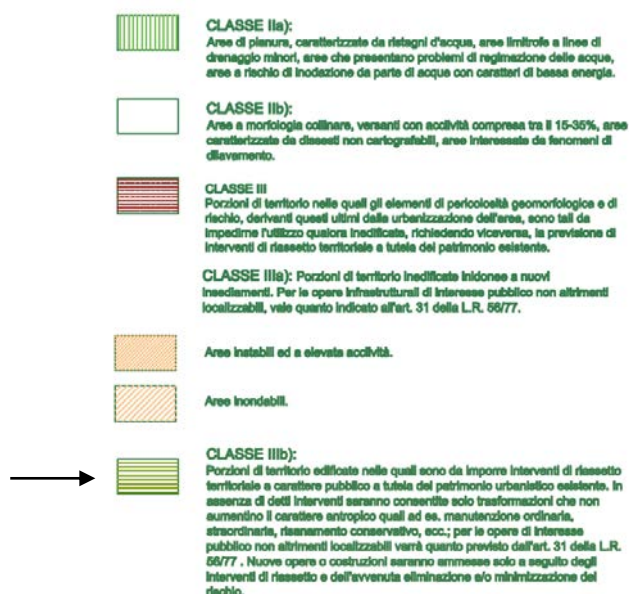 CLASSE IIa):
Aree di pianura, caratterizzate da ristagni d'acqua, aree limitrofe a linee di
drenaggio minori, aree che presentano problemi di regimazione delle acque,
aree a rischio di inodazione da parte di acque con caratteri di bassa energia.
CLASSE IIb):
Aree a morfologia collinare, versanti con acclività compresa tra il 15-35%, aree
caratterizzate da dissesti non cartografabili, aree interessate da fenomeni di
dilavamento.
CLASSE III
Porzioni di territorio nelle quali gli elementi di pericolosità geomorfologica e di
rischio, derivanti questi ultimi dalla urbanizzazione dell'area, sono tali da
impedirne l'utilizzo qualora inedificate, richiedendo viceversa, la previsione di
interventi di riassetto territoriale a tutela del patrimonio esistente.
CLASSE IIIa): Porzioni di territorio inedificate inidonee a nuovi
insediamenti. Per le opere infrastrutturali di interesse pubblico non altrimenti
localizzabili, vale quanto indicato all'art. 31 della L.R. 56/77.
Aree instabili ed a elevata acclività.
Aree inondabili.
CLASSE IIIb):
Porzioni di territorio edificate nelle quali sono da imporre interventi di riassetto
territoriale a carattere pubblico a tutela del patrimonio urbanistico esistente. In
assenza di detti interventi saranno consentite solo trasformazioni che non
aumentino il carattere antropico quali ad es. manutenzione ordinaria,
straordinaria, risanamento conservativo, ecc.; per le opere di interesse
pubblico non altrimenti localizzabili varrà quanto previsto dall'art. 31 della L.R.
56/77 . Nuove opere o costruzioni saranno ammesse solo a seguito degli
interventi di riassetto e dell'avvenuta eliminazione e/o minimizzazione del
rischio.